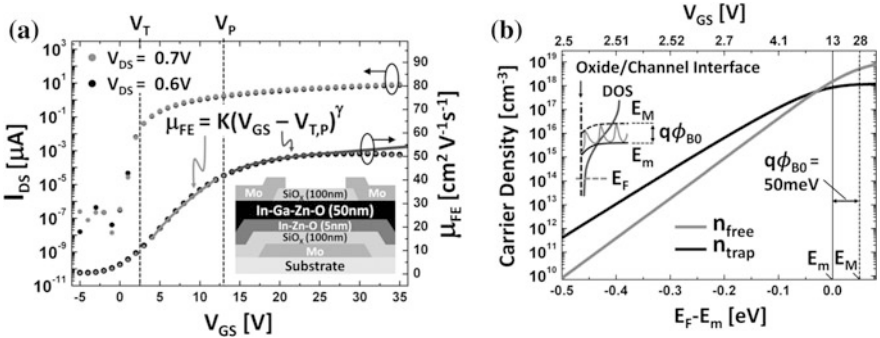 (a)
V_T V_P
10^3
10^1
10^-1
10^-3
10^-5
10^-7
10^-9
10^-11
I_DS [μA]
V_DS = 0.7V
V_DS = 0.6V
μ_FE = K(V_GS − V_T,P)^γ
Mo Mo
SiO_x (100nm)
In-Ga-Zn-O (50nm)
In-Zn-O (5nm)
SiO_x (100nm)
Mo
Substrate
90
80
70
60
50
40
30
20
10
0
μ_FE [cm^2 V^-1s^-1]
-5 0 5 10 15 20 25 30 35
V_GS [V]
(b)
V_GS [V]
2.5 2.51 2.52 2.7 4.1 13 28
10^19
10^18
10^17
10^16
10^15
10^14
10^13
10^12
10^11
10^10
Carrier Density [cm^-3]
Oxide/Channel Interface
DOS
E_M
qϕ_B0
E_m
E_F
qϕ_B0 =
50meV
n_free
n_trap
E_m E_M
-0.5 -0.4 -0.3 -0.2 -0.1 0.0 0.1
E_F-E_m [eV]